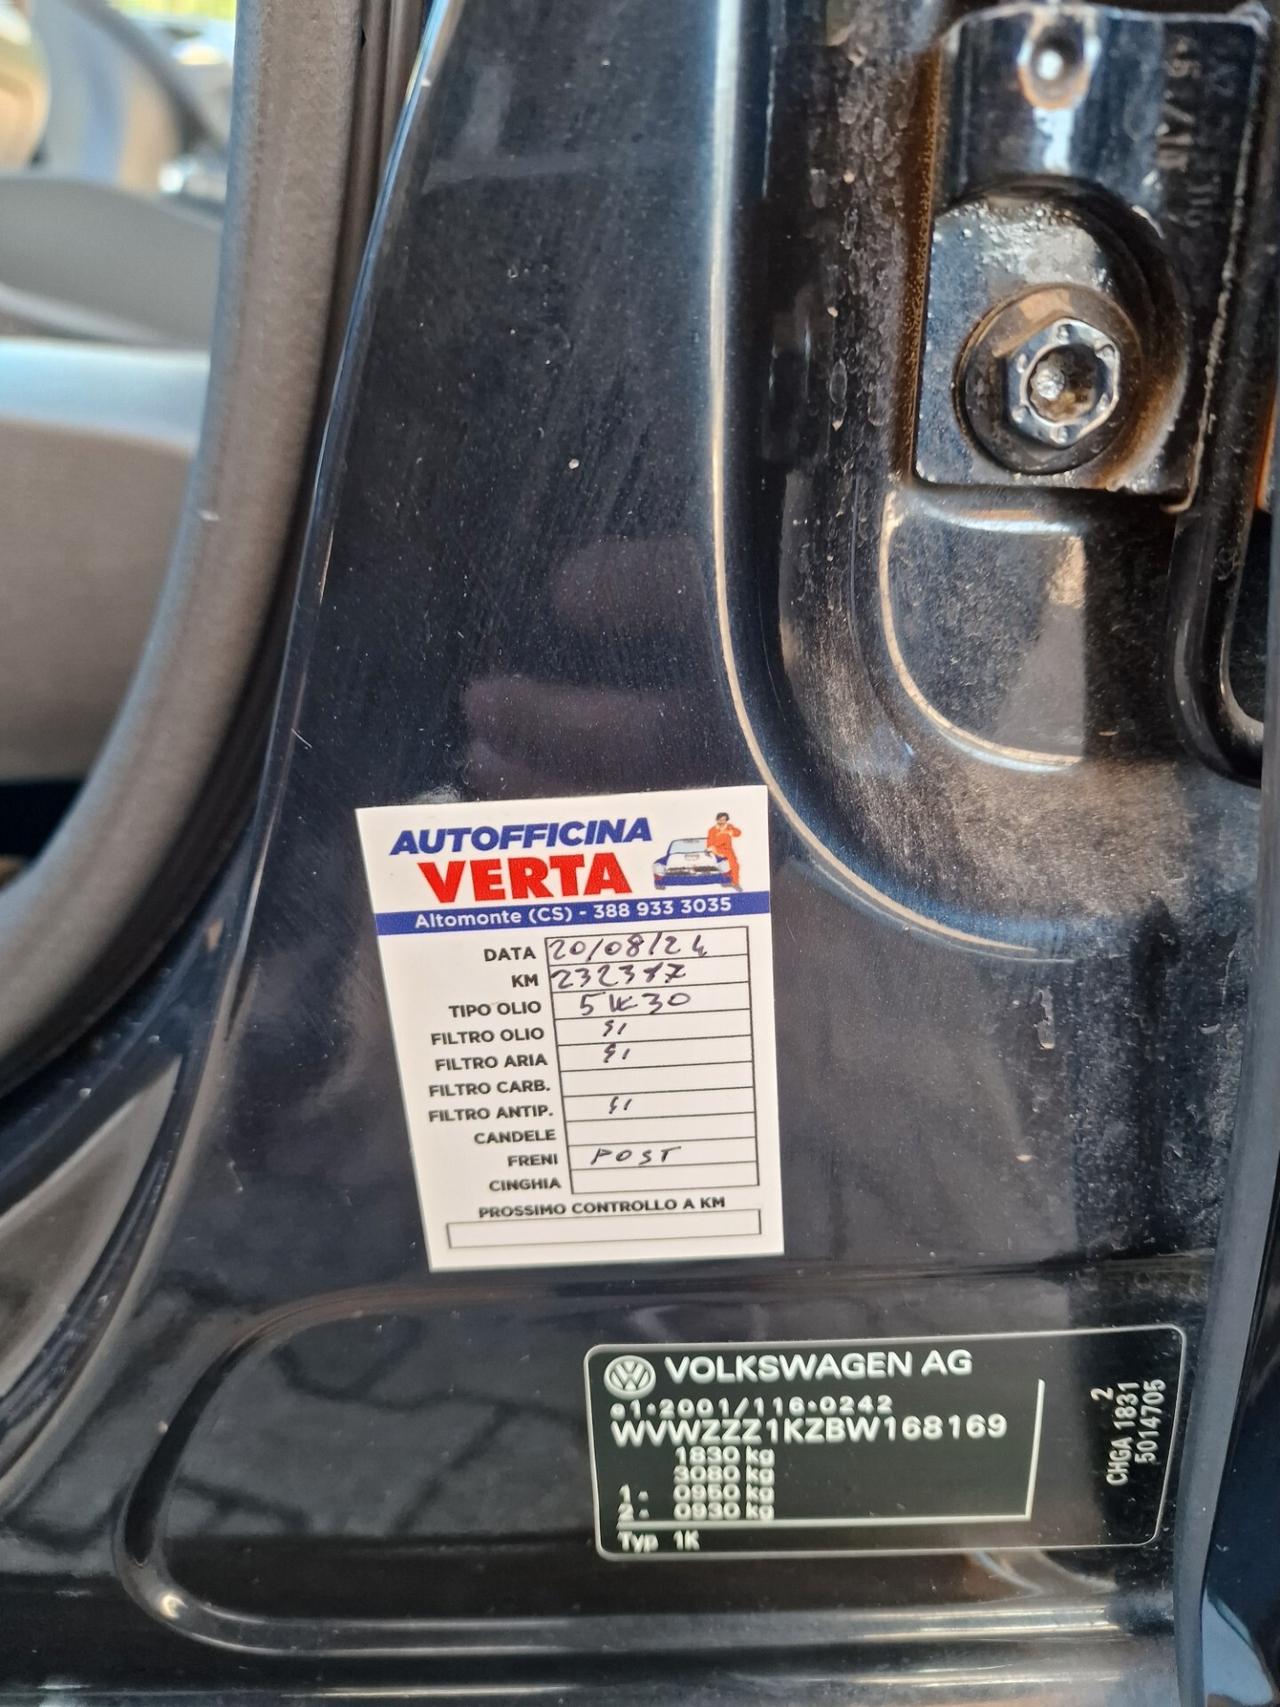 AUTOFFICINA
VERTA
Altomonte (CS) - 388 933 3035
DATA 20/08/24
KM 232387
TIPO OLIO 5W30
FILTRO OLIO SI
FILTRO ARIA SI
FILTRO CARB.
FILTRO ANTIP. SI
CANDELE
FRENI POST
CINGHIA
PROSSIMO CONTROLLO A KM
VOLKSWAGEN AG
e1*2001/116*0242
WVWZZZ1KZBW168169
1830 kg
3080 kg
1- 0950 kg
2- 0930 kg
Typ 1K
2
CHGA 1831
5014705